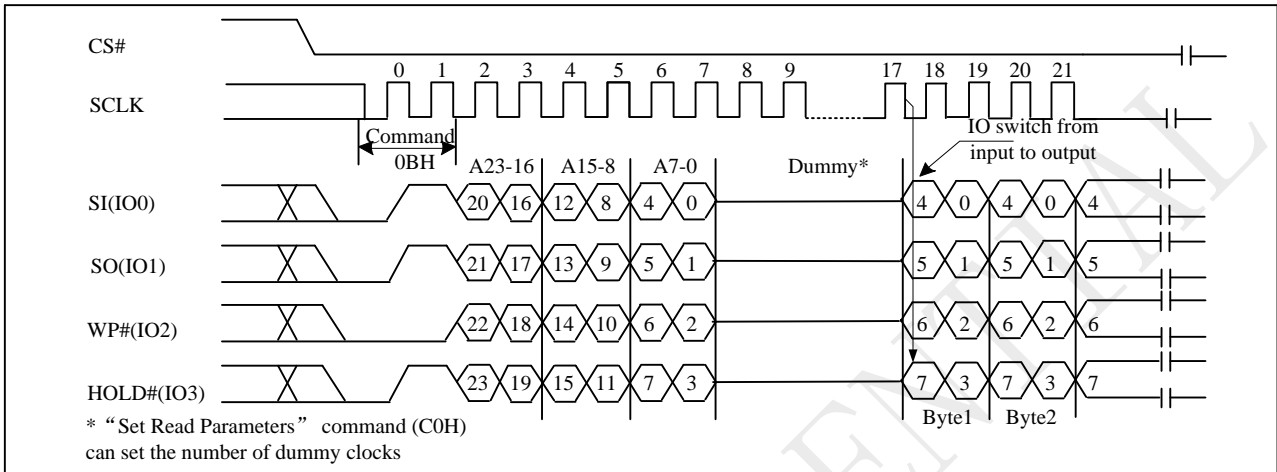 CS#
0 1 2 3 4 5 6 7 8 9 17 18 19 20 21
SCLK
Command
0BH
IO switch from
input to output
A23-16 A15-8 A7-0 Dummy*
SI(IO0) 20 16 12 8 4 0 4 0 4 0 4
SO(IO1) 21 17 13 9 5 1 5 1 5 1 5
WP#(IO2) 22 18 14 10 6 2 6 2 6 2 6
HOLD#(IO3) 23 19 15 11 7 3 7 3 7 3 7
Byte1 Byte2
* “Set Read Parameters” command (C0H)
can set the number of dummy clocks
ENTIAL